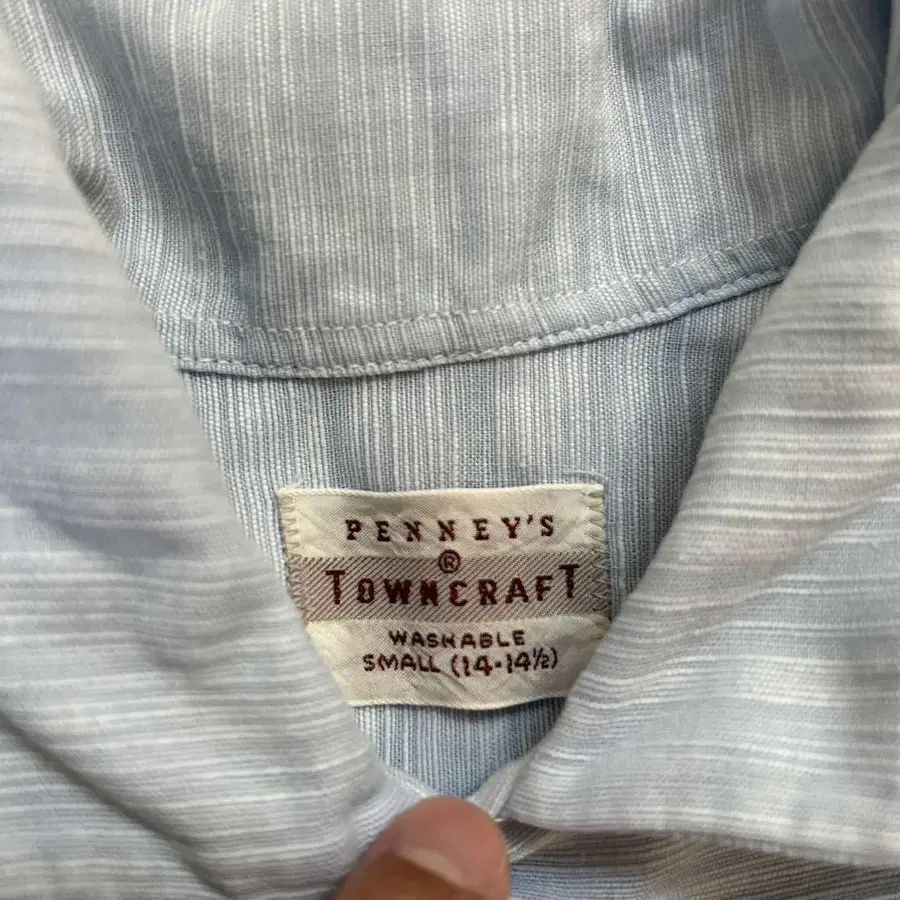 PENNEY'S
®
TOWNCRAFT
WASHABLE
SMALL (14-14½)